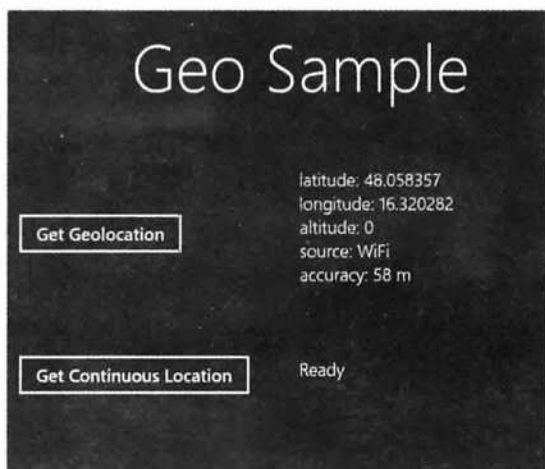 Geo Sample
latitude: 48.058357
longitude: 16.320282
altitude: 0
source: WiFi
accuracy: 58 m
Get Geolocation
Get Continuous Location
Ready